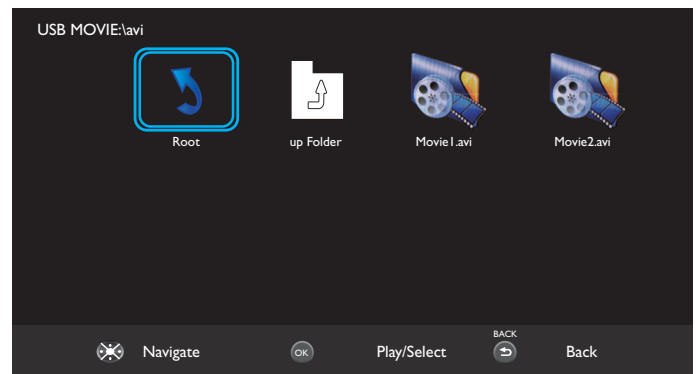 USB MOVIE:\avi
Root up Folder Movie1.avi Movie2.avi
BACK
Navigate OK Play/Select Back